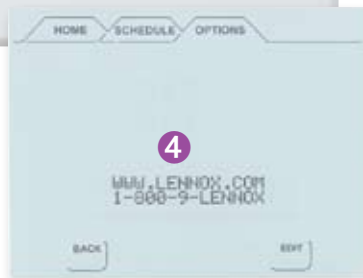 HOME SCHEDULE OPTIONS
4
WWW.LENNOX.COM
1-800-9-LENNOX
BACK EDIT